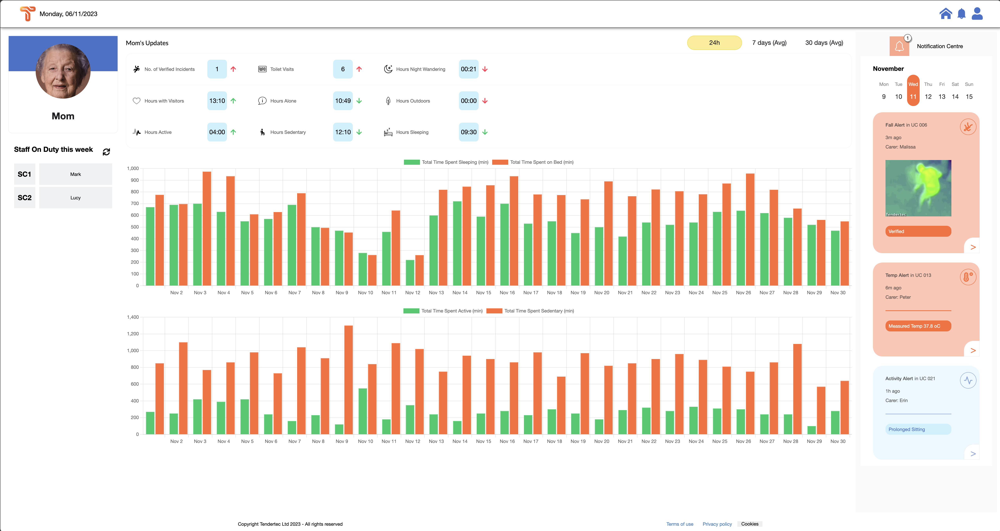 Monday, 06/11/2023
Mom
Staff On Duty this week
SC1 Mark
SC2 Lucy
Mom's Updates
24h 7 days (Avg) 30 days (Avg)
No. of Verified Incidents 1 WC Toilet Visits 6 Hours Night Wandering 00:21
Hours with Visitors 13:10 Hours Alone 10:49 Hours Outdoors 00:00
Hours Active 04:00 Hours Sedentary 12:10 Hours Sleeping 09:30
Total Time Spent Sleeping (min) Total Time Spent on Bed (min)
1,000
900
800
700
600
500
400
300
200
100
0
Nov 2 Nov 3 Nov 4 Nov 5 Nov 6 Nov 7 Nov 8 Nov 9 Nov 10 Nov 11 Nov 12 Nov 13 Nov 14 Nov 15 Nov 16 Nov 17 Nov 18 Nov 19 Nov 20 Nov 21 Nov 22 Nov 23 Nov 24 Nov 25 Nov 26 Nov 27 Nov 28 Nov 29 Nov 30
Total Time Spent Active (min) Total Time Spent Sedentary (min)
1,400
1,200
1,000
800
600
400
200
0
Nov 2 Nov 3 Nov 4 Nov 5 Nov 6 Nov 7 Nov 8 Nov 9 Nov 10 Nov 11 Nov 12 Nov 13 Nov 14 Nov 15 Nov 16 Nov 17 Nov 18 Nov 19 Nov 20 Nov 21 Nov 22 Nov 23 Nov 24 Nov 25 Nov 26 Nov 27 Nov 28 Nov 29 Nov 30
1
Notification Centre
November
Mon Tue Wed Thu Fri Sat Sun
9 10 11 12 13 14 15
Fall Alert in UC 006
3m ago
Carer: Malissa
Tendertec
Verified
>
Temp Alert in UC 013
6m ago
Carer: Peter
Measured Temp 37.8 oC
>
Activity Alert in UC 021
1h ago
Carer: Erin
Prolonged Sitting
>
Copyright Tendertec Ltd 2023 - All rights reserved
Terms of use Privacy policy Cookies